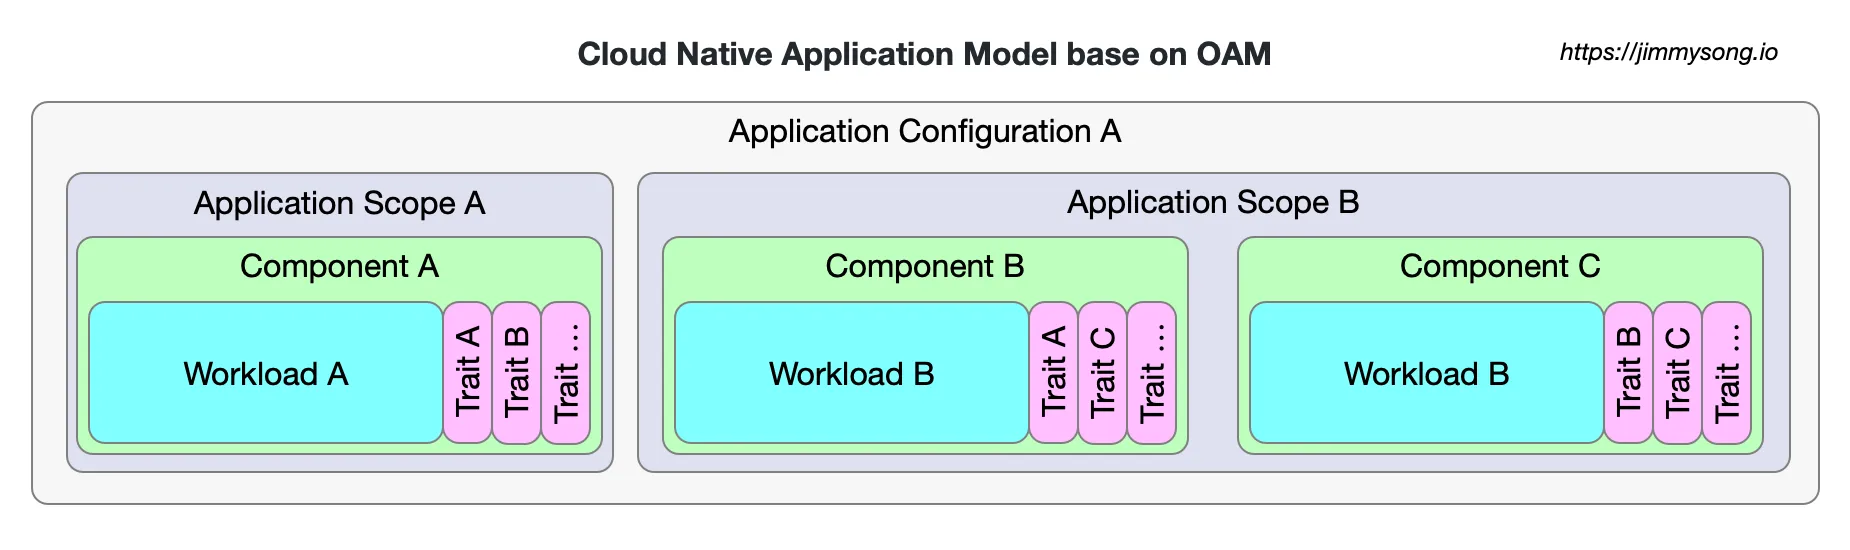 Cloud Native Application Model base on OAM
https://jimmysong.io
Application Configuration A
Application Scope A
Component A
Workload A
Trait A
Trait B
Trait ...
Application Scope B
Component B
Workload B
Trait A
Trait C
Trait ...
Component C
Workload B
Trait B
Trait C
Trait ...